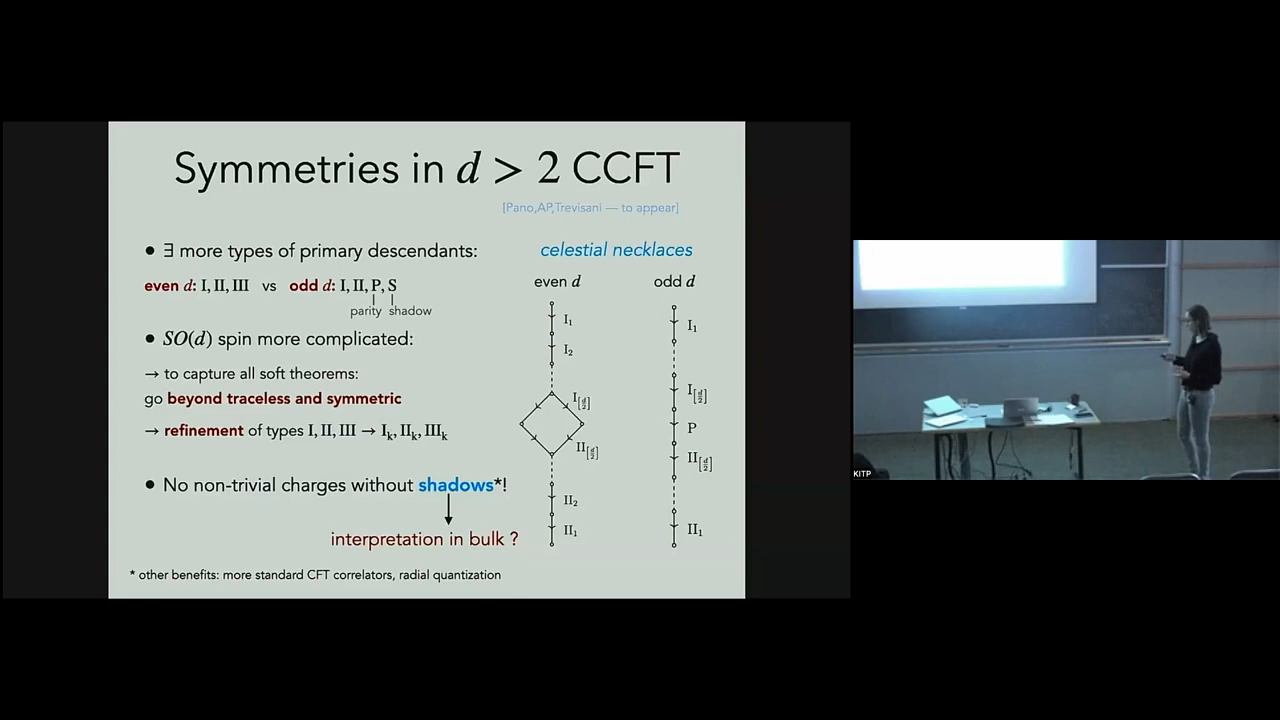 Symmetries in d > 2 CCFT
[Pano,AP,Trevisani — to appear]
● ∃ more types of primary descendants:
even d: I, II, III vs odd d: I, II, P, S
parity shadow
● SO(d) spin more complicated:
→ to capture all soft theorems:
go beyond traceless and symmetric
→ refinement of types I, II, III → I_k, II_k, III_k
● No non-trivial charges without shadows*!
interpretation in bulk ?
* other benefits: more standard CFT correlators, radial quantization
celestial necklaces
even d
odd d
I₁
I₂
I_[d/2]
II_[d/2]
II₂
II₁
I₁
I_[d/2]
P
II_[d/2]
II₁
KITP